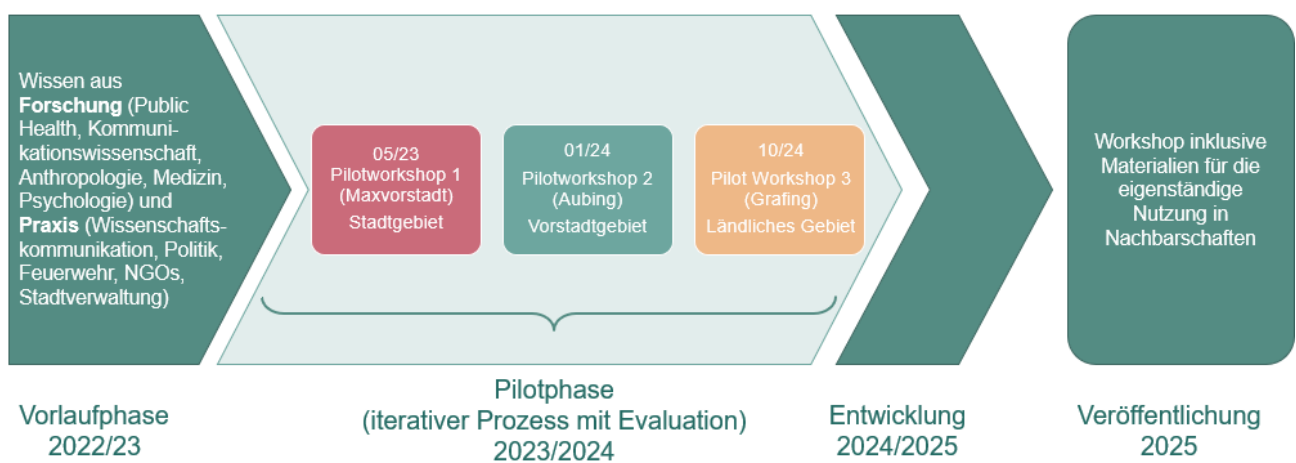 Wissen aus
Forschung (Public
Health, Kommuni-
kationswissenschaft,
Anthropologie, Medizin,
Psychologie) und
Praxis (Wissenschafts-
kommunikation, Politik,
Feuerwehr, NGOs,
Stadtverwaltung)
05/23
Pilotworkshop 1
(Maxvorstadt)
Stadtgebiet
01/24
Pilotworkshop 2
(Aubing)
Vorstadtgebiet
10/24
Pilot Workshop 3
(Grafing)
Ländliches Gebiet
Workshop inklusive
Materialien für die
eigenständige
Nutzung in
Nachbarschaften
Vorlaufphase
2022/23
Pilotphase
(iterativer Prozess mit Evaluation)
2023/2024
Entwicklung
2024/2025
Veröffentlichung
2025